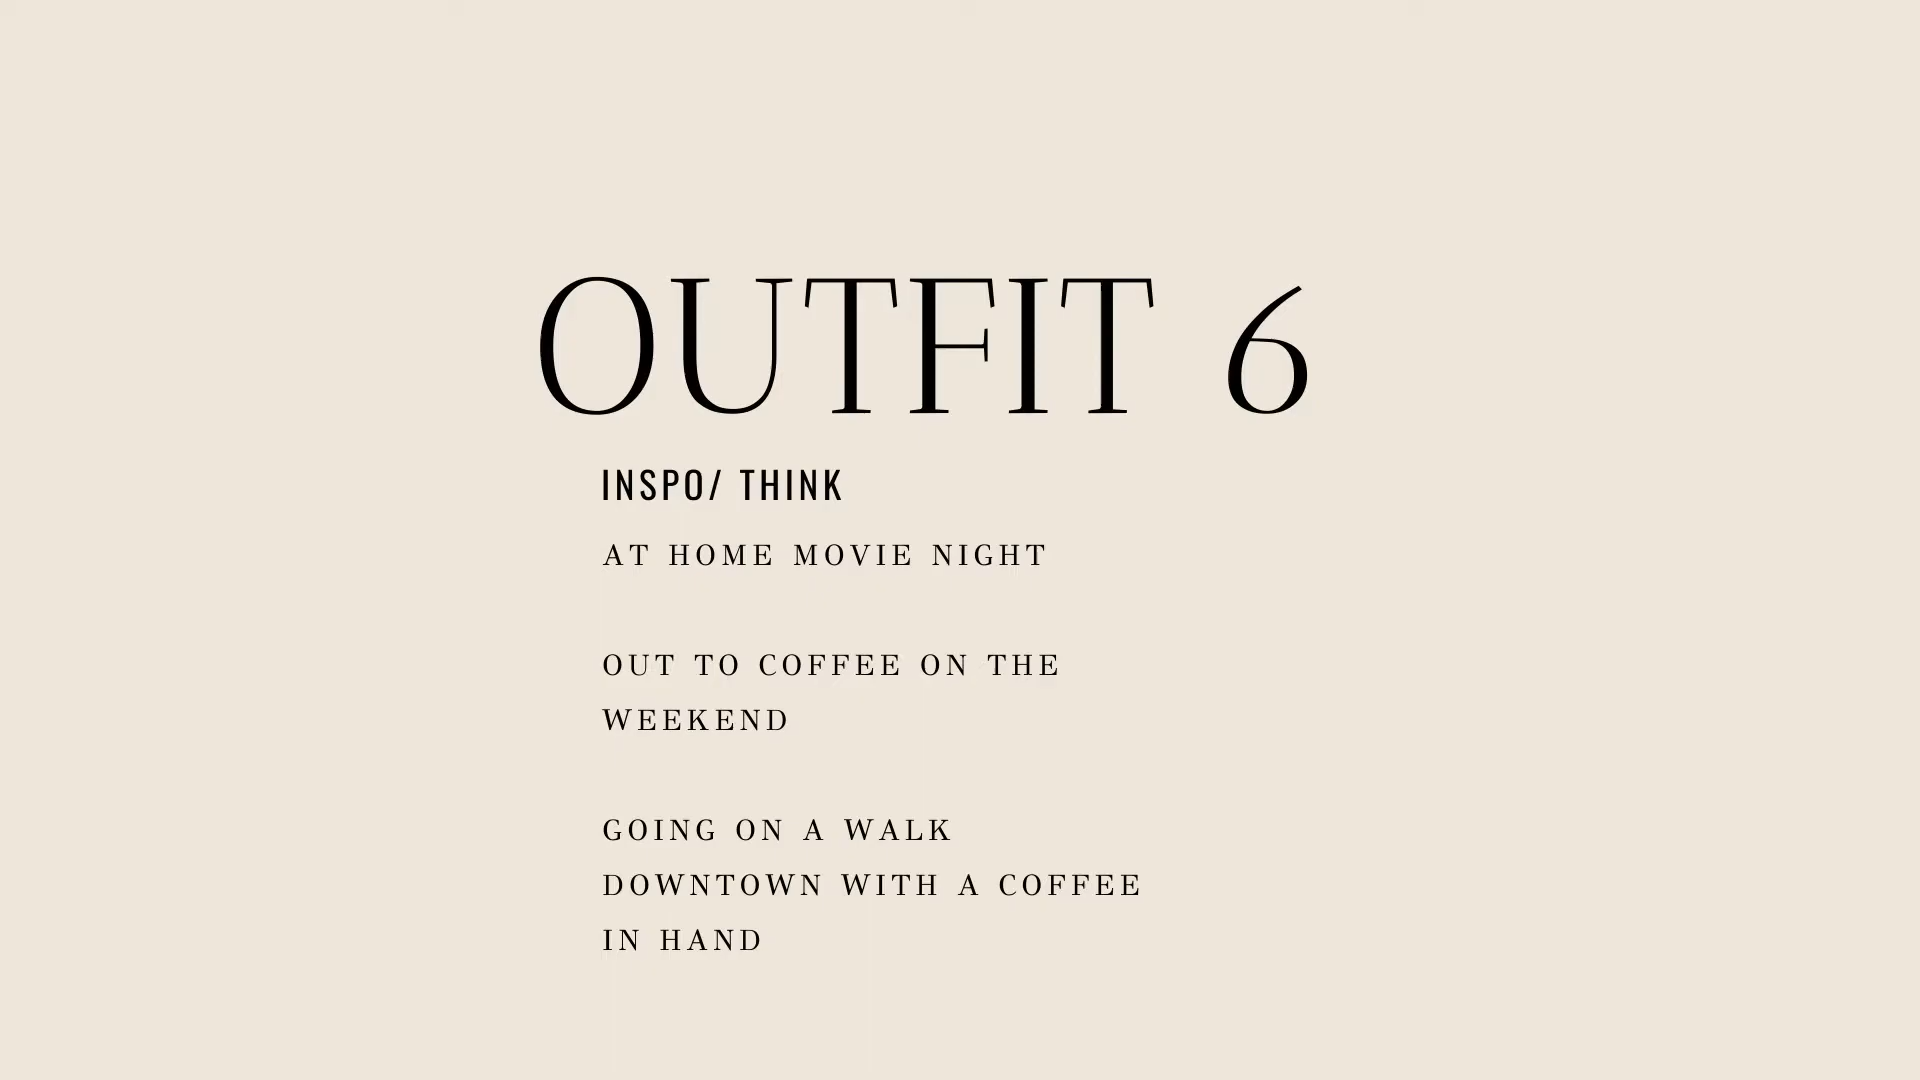 OUTFIT 6
INSPO/ THINK
AT HOME MOVIE NIGHT
OUT TO COFFEE ON THE
WEEKEND
GOING ON A WALK
DOWNTOWN WITH A COFFEE
IN HAND